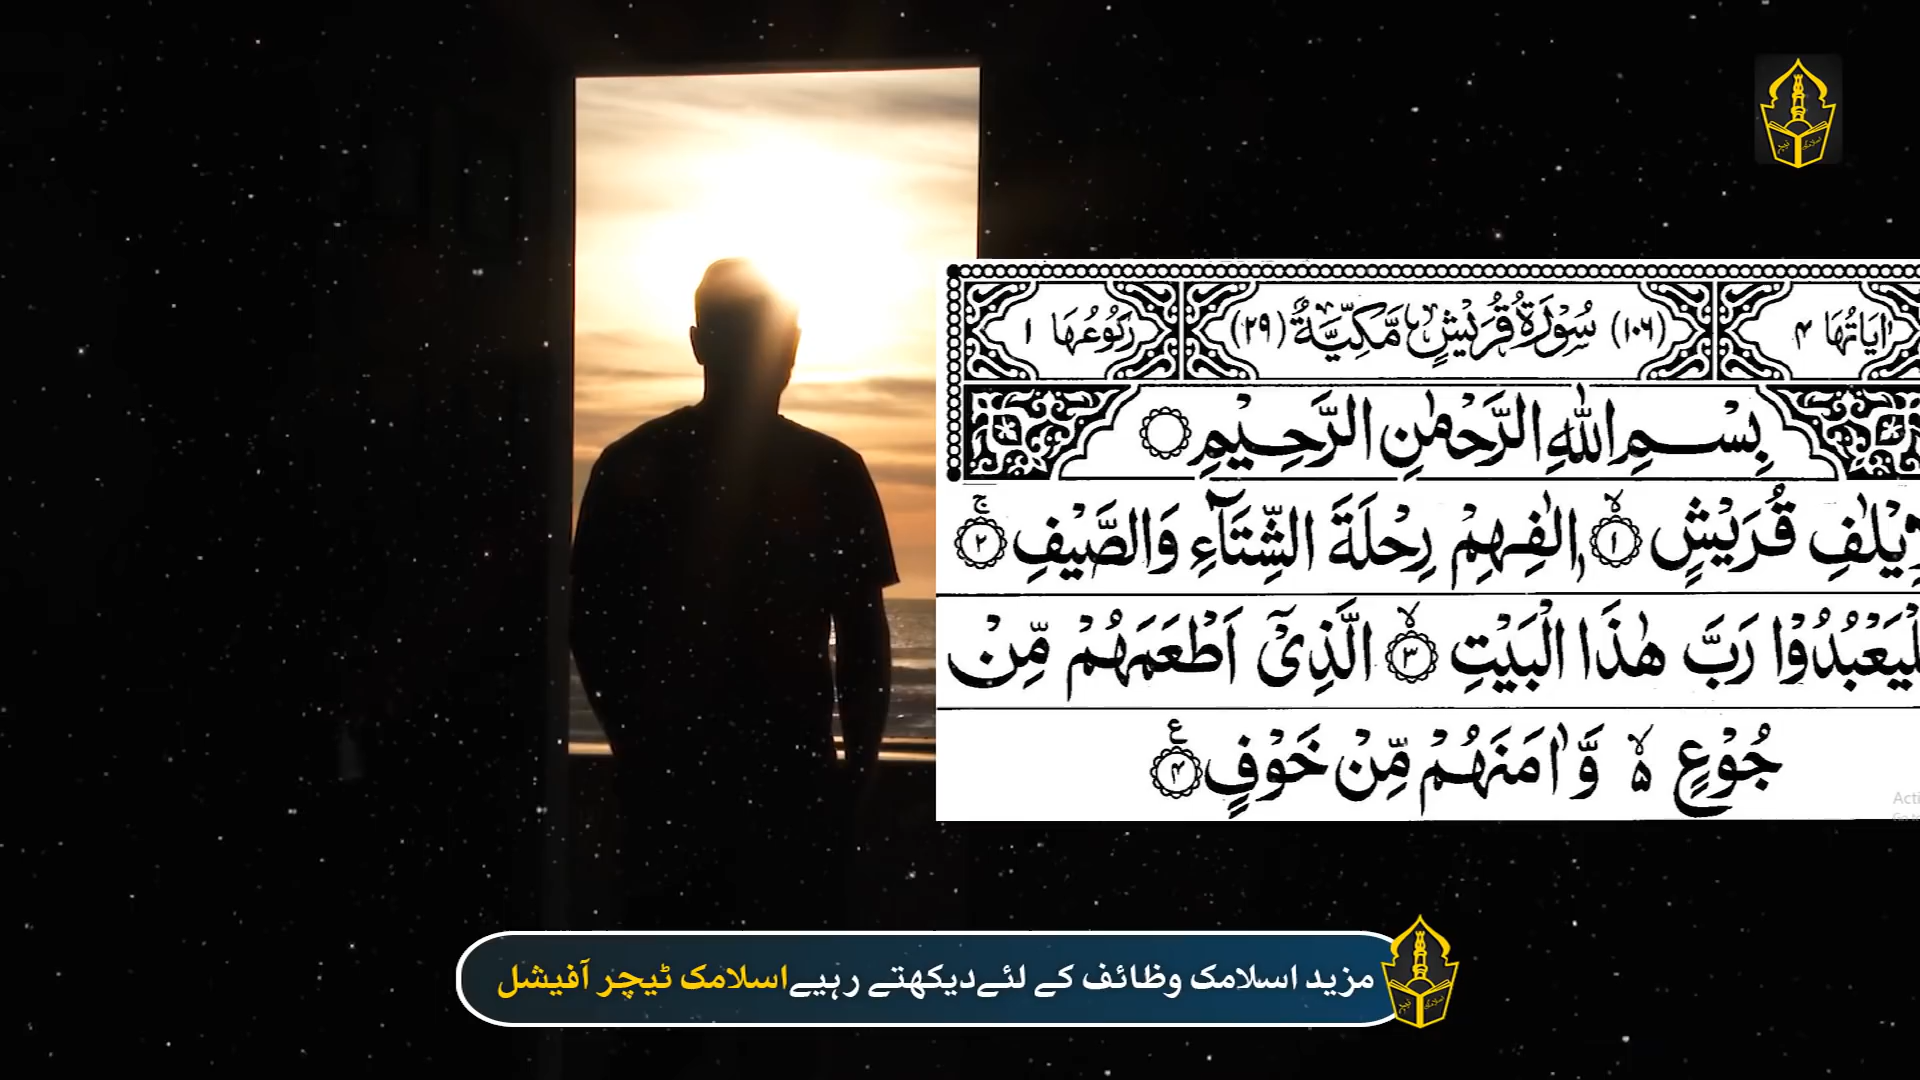 اٰيَاتُهَا ۴ (۱۰۶) سُوْرَةُ قُرَيْشٍ مَّكِّيَّةٌ (۲۹) رُكُوْعُهَا ۱
بِسْمِ اللّٰهِ الرَّحْمٰنِ الرَّحِيْمِ
لِاِيْلٰفِ قُرَيْشٍ ۙ﴿۱﴾ اٖلٰفِهِمْ رِحْلَةَ الشِّتَآءِ وَالصَّيْفِ ۚ﴿۲﴾
فَلْيَعْبُدُوْا رَبَّ هٰذَا الْبَيْتِ ۙ﴿۳﴾ الَّذِيْٓ اَطْعَمَهُمْ مِّنْ
جُوْعٍ ۙ۬ وَّاٰمَنَهُمْ مِّنْ خَوْفٍ ﴿۴﴾ ع
مزید اسلامک وظائف کے لئے دیکھتے رہیے اسلامک ٹیچر آفیشل